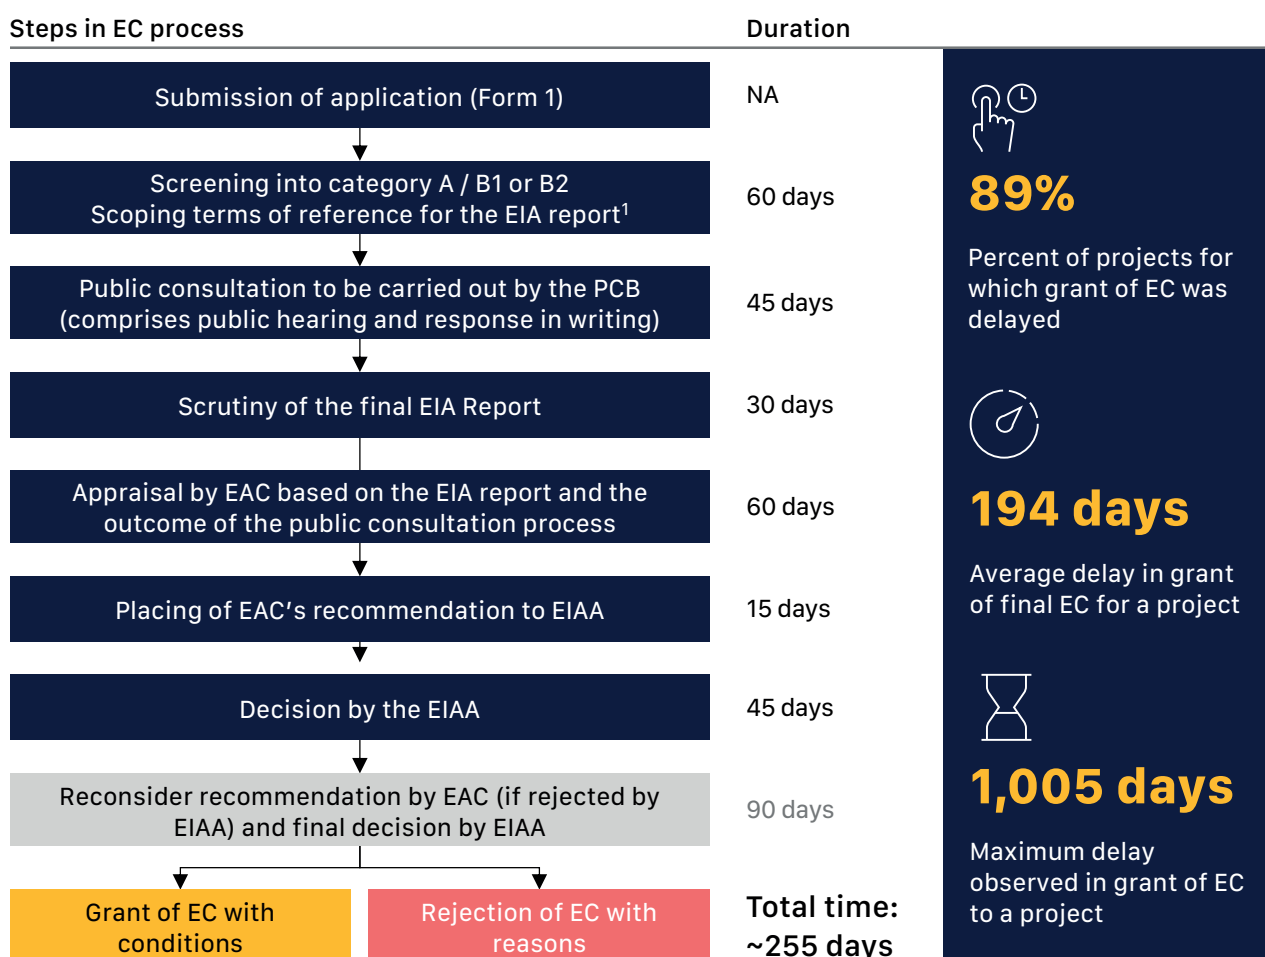 Steps in EC process
Duration
Submission of application (Form 1)
NA
Screening into category A / B1 or B2
Scoping terms of reference for the EIA report¹
60 days
Public consultation to be carried out by the PCB
(comprises public hearing and response in writing)
45 days
Scrutiny of the final EIA Report
30 days
Appraisal by EAC based on the EIA report and the
outcome of the public consultation process
60 days
Placing of EAC's recommendation to EIAA
15 days
Decision by the EIAA
45 days
Reconsider recommendation by EAC (if rejected by
EIAA) and final decision by EIAA
90 days
Grant of EC with
conditions
Rejection of EC with
reasons
Total time:
~255 days
89%
Percent of projects for
which grant of EC was
delayed
194 days
Average delay in grant
of final EC for a project
1,005 days
Maximum delay
observed in grant of EC
to a project